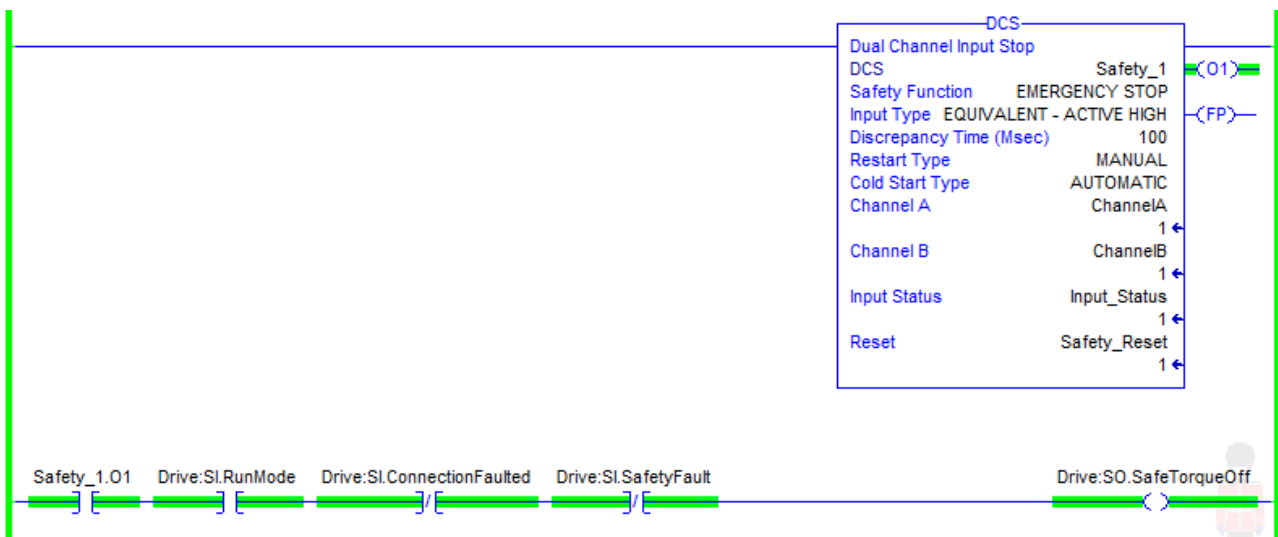 DCS
Dual Channel Input Stop
DCS Safety_1 (O1)
Safety Function EMERGENCY STOP
Input Type EQUIVALENT - ACTIVE HIGH (FP)
Discrepancy Time (Msec) 100
Restart Type MANUAL
Cold Start Type AUTOMATIC
Channel A ChannelA
1
Channel B ChannelB
1
Input Status Input_Status
1
Reset Safety_Reset
1
Safety_1.O1 Drive:SI.RunMode Drive:SI.ConnectionFaulted Drive:SI.SafetyFault Drive:SO.SafeTorqueOff